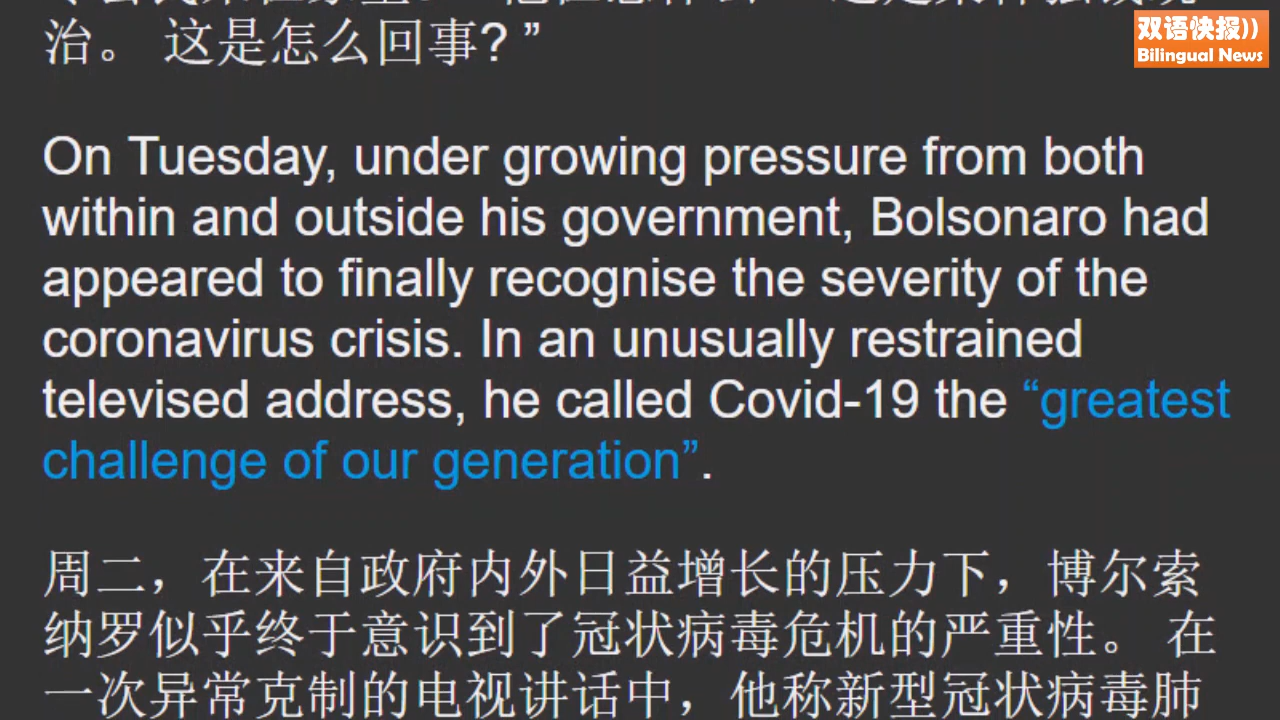 治。 这是怎么回事? ”
双语快报))
Bilingual News
On Tuesday, under growing pressure from both
within and outside his government, Bolsonaro had
appeared to finally recognise the severity of the
coronavirus crisis. In an unusually restrained
televised address, he called Covid-19 the “greatest
challenge of our generation”.
周二，在来自政府内外日益增长的压力下，博尔索
纳罗似乎终于意识到了冠状病毒危机的严重性。 在
一次异常克制的电视讲话中，他称新型冠状病毒肺